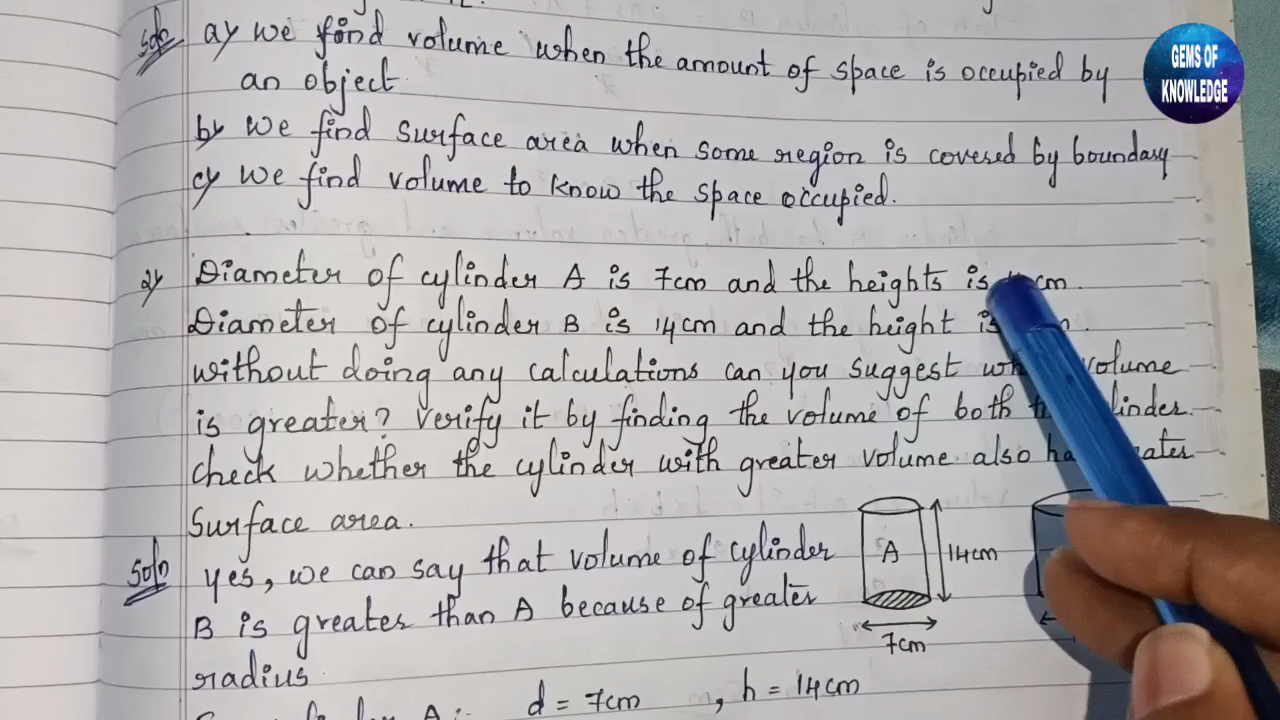 GEMS OF
KNOWLEDGE
Soln a) we find volume when the amount of space is occupied by
an object.
b) we find surface area when some region is covered by boundary
c) we find volume to know the space occupied.
2) Diameter of cylinder A is 7cm and the heights is cm.
Diameter of cylinder B is 14cm and the height is
without doing any calculations can you suggest volume
is greater? Verify it by finding the volume of both
check whether the cylinder with greater volume also
Surface area.
Soln yes, we can say that volume of cylinder
B is greater than A because of greater
radius.
A
14cm
7cm
A:- d = 7cm , h = 14cm